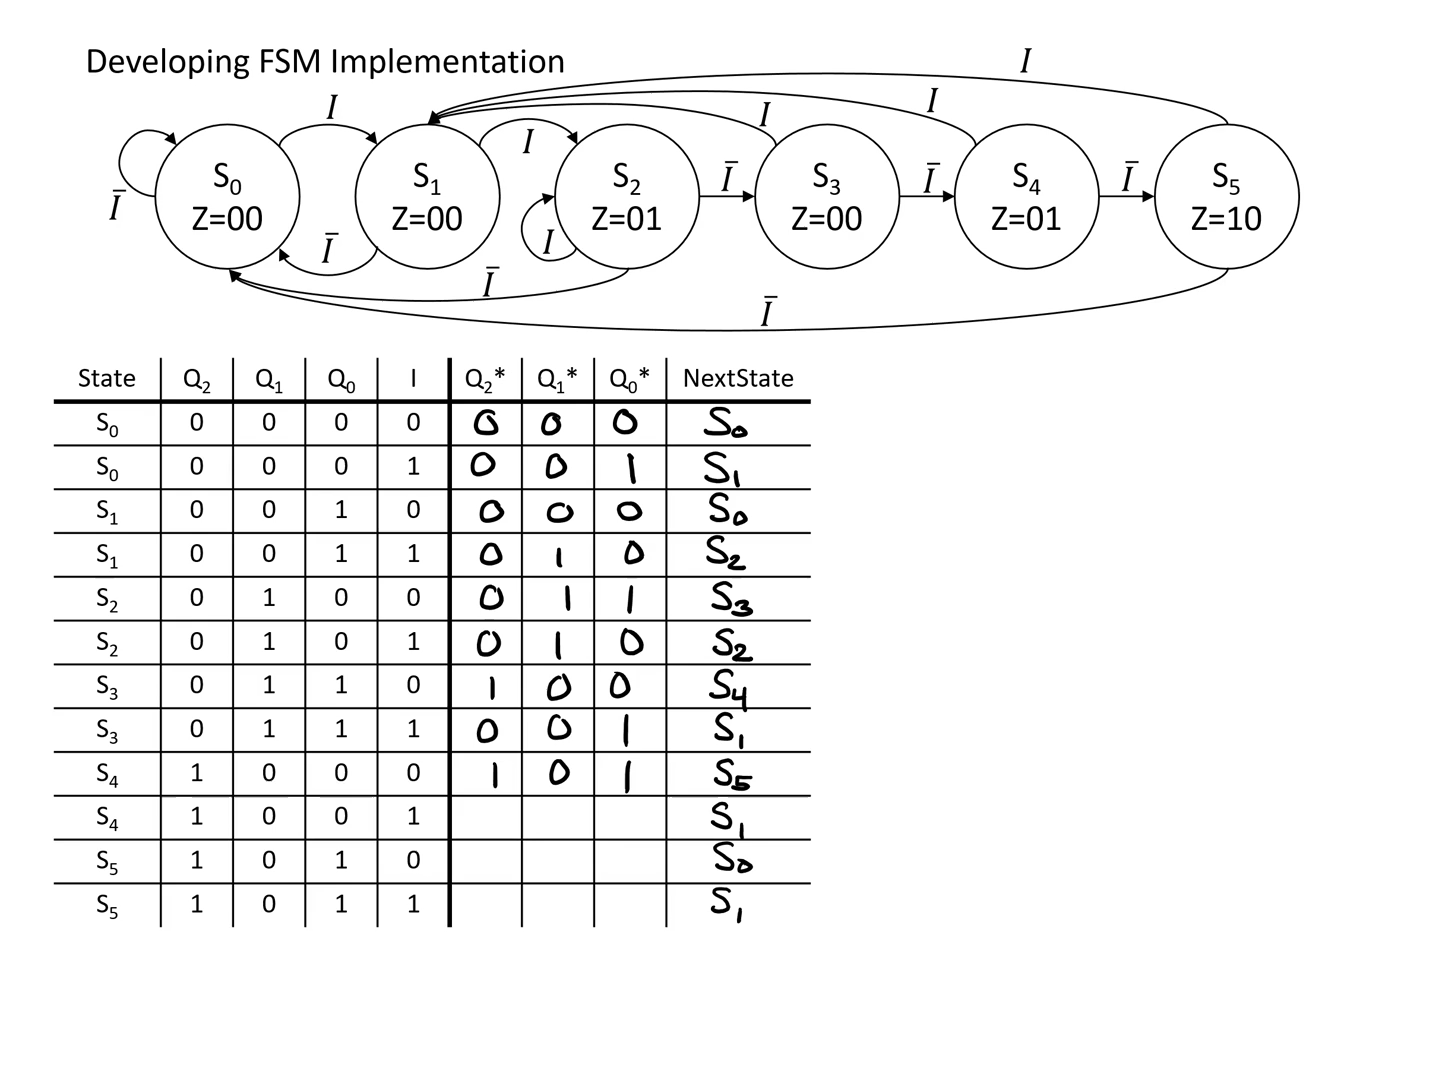 Developing FSM Implementation
I
I
I
I
I
S₀
Z=00
S₁
Z=00
S₂
Z=01
S₃
Z=00
S₄
Z=01
S₅
Z=10
Ī
Ī
Ī
Ī
Ī
I
Ī
Ī
State Q₂ Q₁ Q₀ I Q₂* Q₁* Q₀* NextState
S₀ 0 0 0 0 0 0 0 S₀
S₀ 0 0 0 1 0 0 1 S₁
S₁ 0 0 1 0 0 0 0 S₀
S₁ 0 0 1 1 0 1 0 S₂
S₂ 0 1 0 0 0 1 1 S₃
S₂ 0 1 0 1 0 1 0 S₂
S₃ 0 1 1 0 1 0 0 S₄
S₃ 0 1 1 1 0 0 1 S₁
S₄ 1 0 0 0 1 0 1 S₅
S₄ 1 0 0 1 S₁
S₅ 1 0 1 0 S₀
S₅ 1 0 1 1 S₁